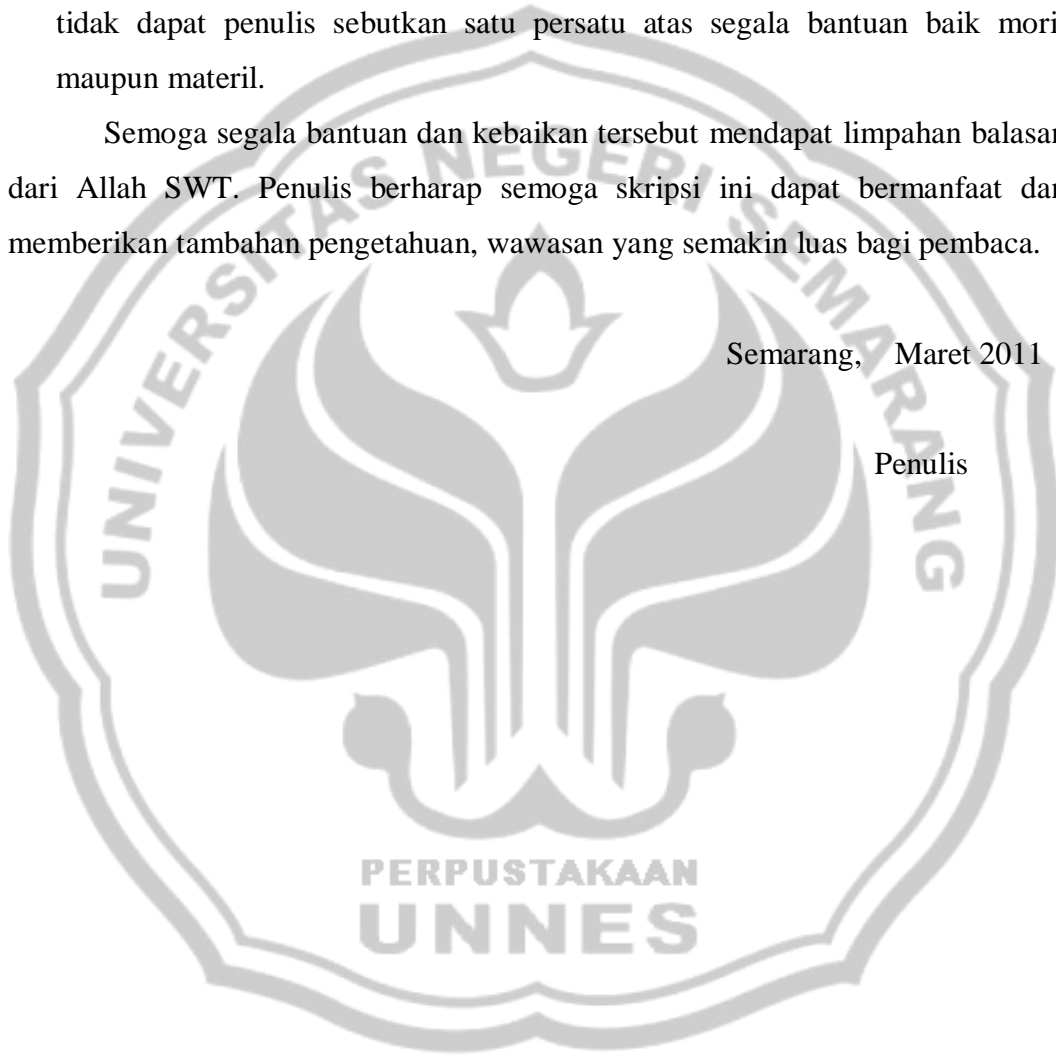 tidak dapat penulis sebutkan satu persatu atas segala bantuan baik mori
maupun materil.
Semoga segala bantuan dan kebaikan tersebut mendapat limpahan balasan
dari Allah SWT. Penulis berharap semoga skripsi ini dapat bermanfaat dan
memberikan tambahan pengetahuan, wawasan yang semakin luas bagi pembaca.
Semarang, Maret 2011
Penulis
UNIVERSITAS NEGERI SEMARANG
PERPUSTAKAAN
UNNES